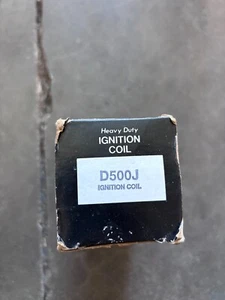 Heavy Duty
IGNITION
COIL
D500J
IGNITION COIL